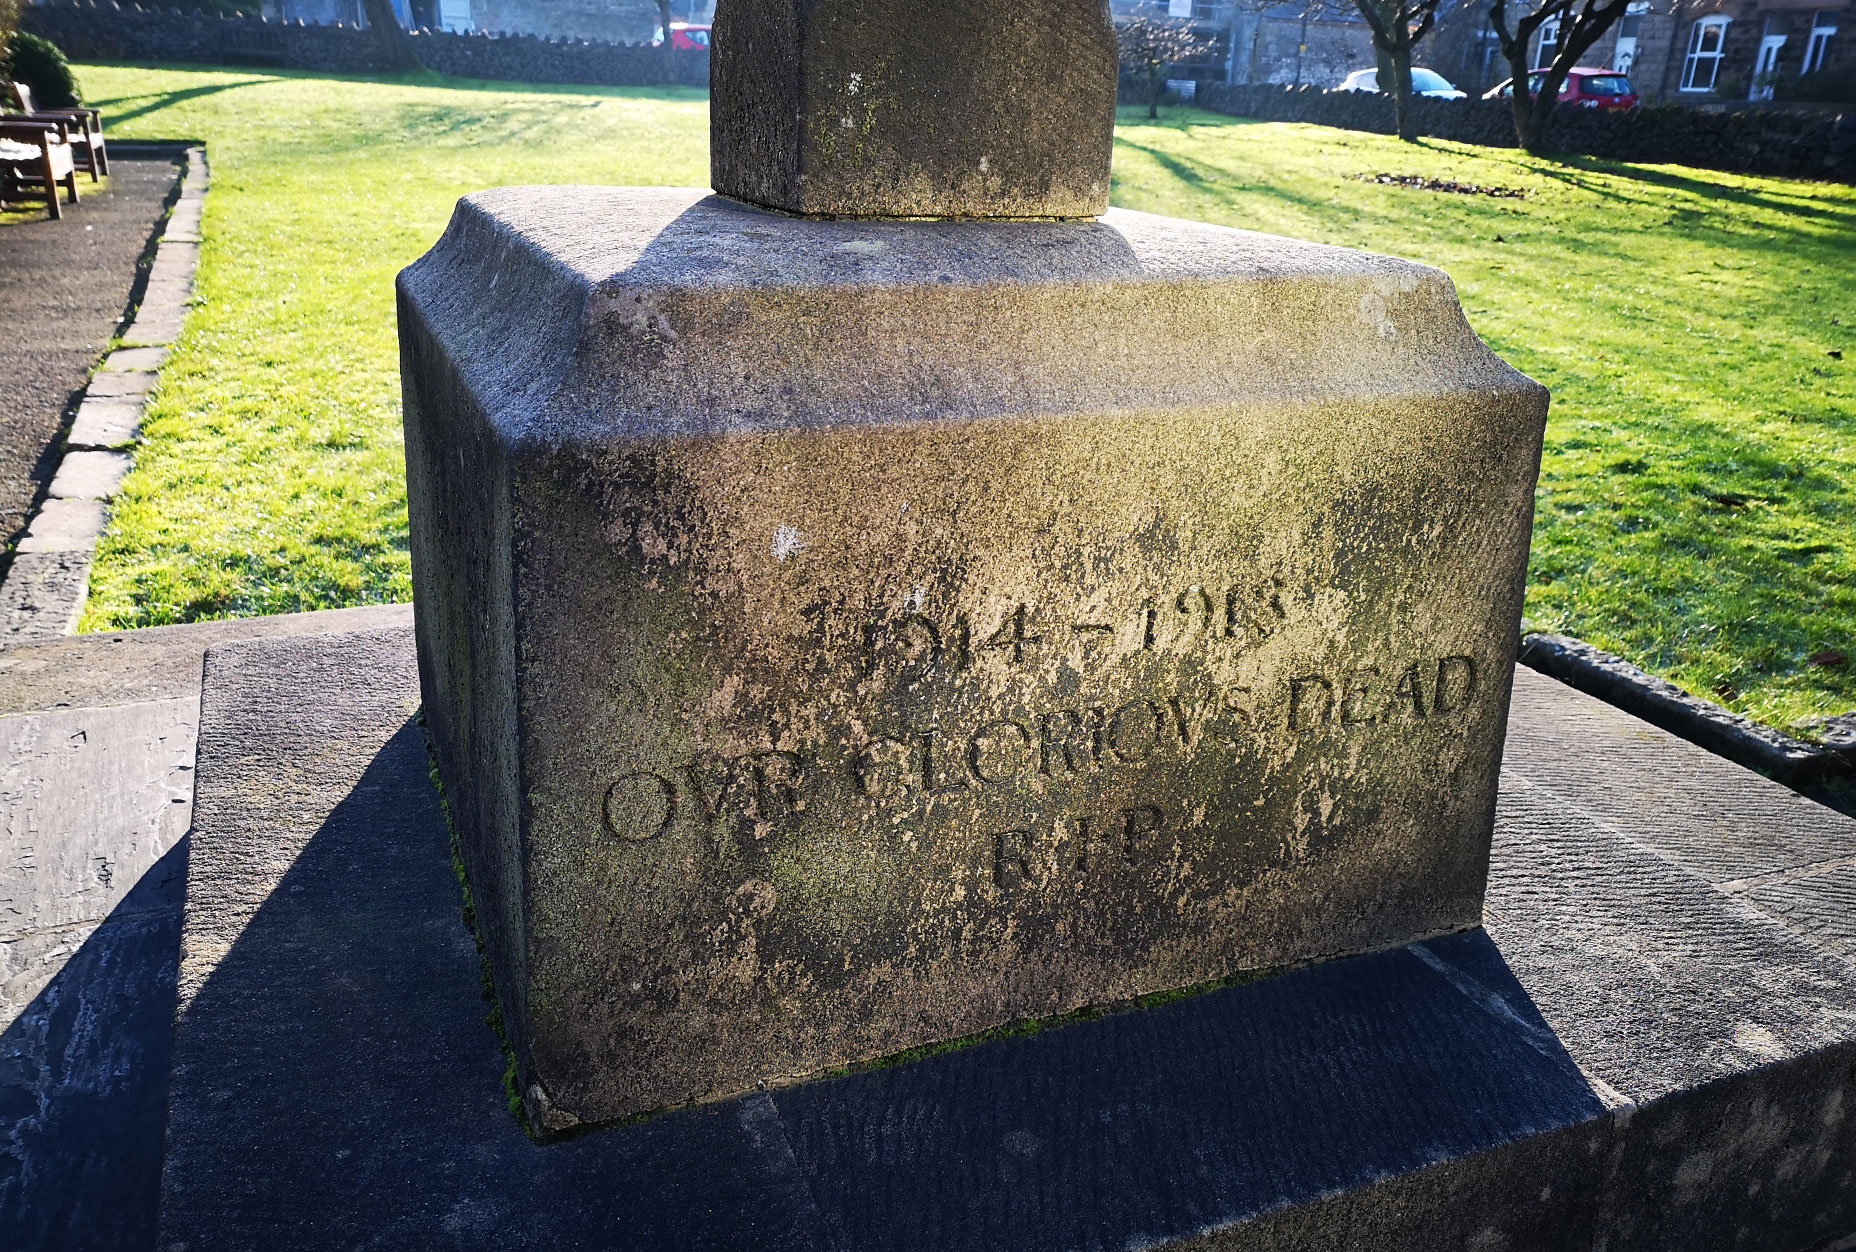 1914 - 1918
OVR GLORIOVS DEAD
R·I·P